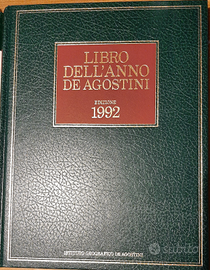 LIBRO
DELL'ANNO
DE AGOSTINI
EDIZIONE
1992
ISTITUTO GEOGRAFICO DE AGOSTINI
subito